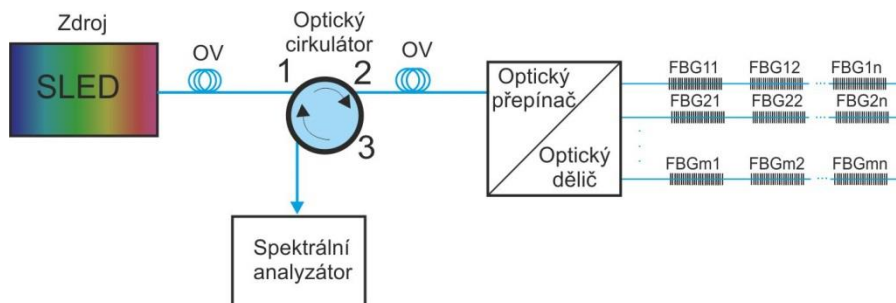 Zdroj
SLED
OV
Optický
cirkulátor
1
2
3
OV
Spektrální
analyzátor
Optický
přepínač
Optický
dělič
FBG11 FBG12 FBG1n
FBG21 FBG22 FBG2n
FBGm1 FBGm2 FBGmn